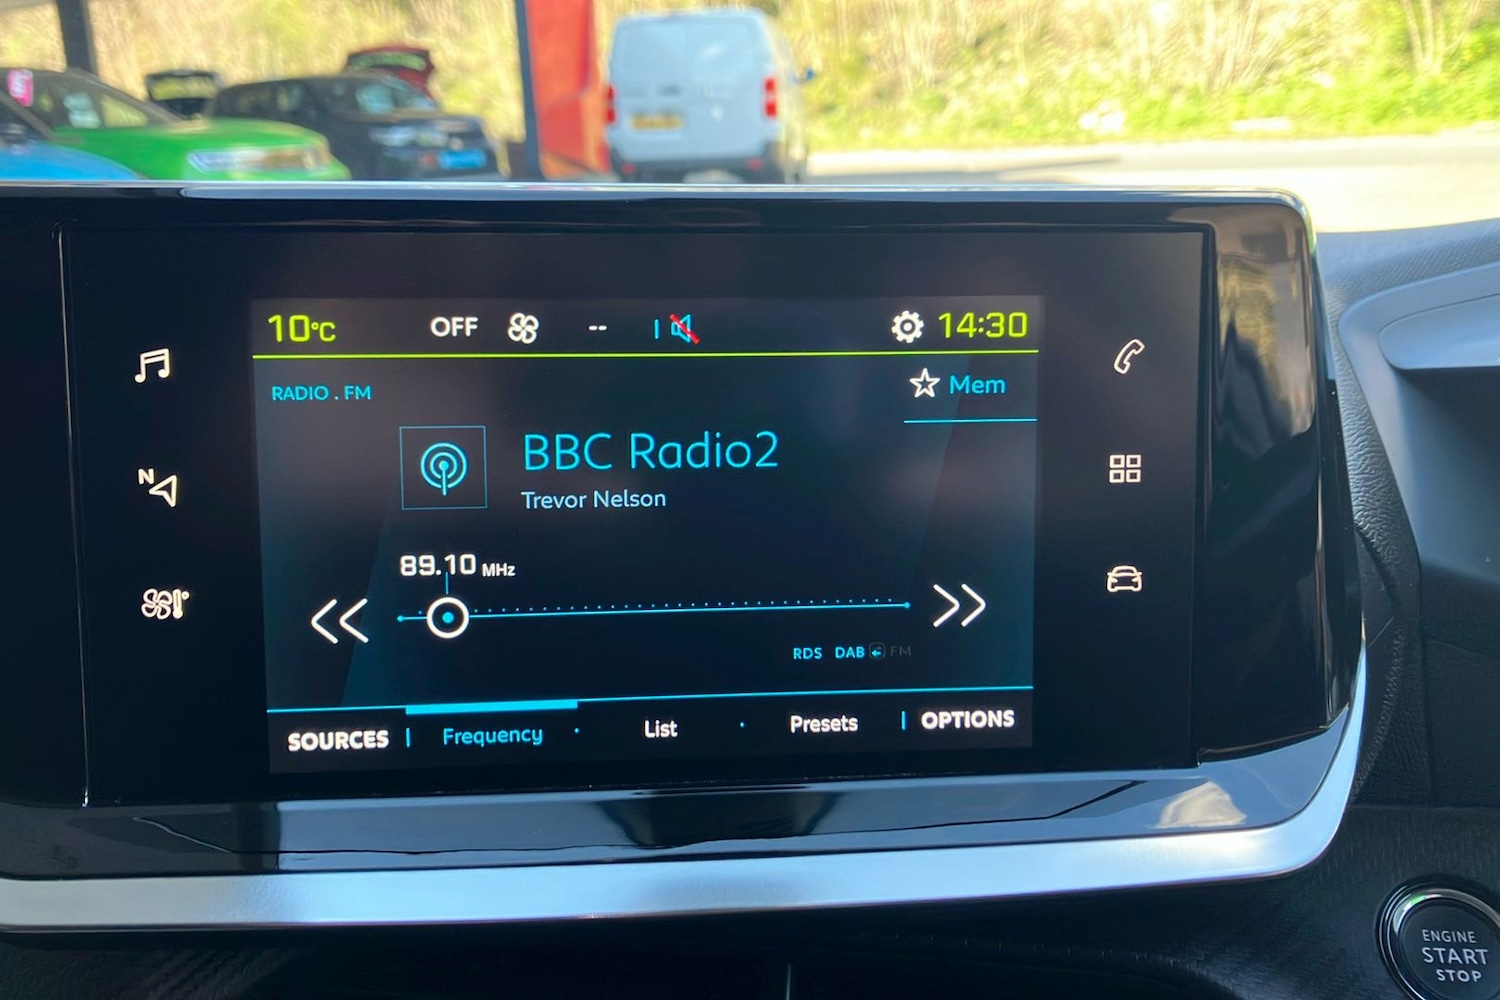 10°C OFF -- 14:30
RADIO . FM
Mem
BBC Radio2
Trevor Nelson
89.10 MHz
RDS DAB FM
SOURCES Frequency List Presets OPTIONS
N
ENGINE
START
STOP